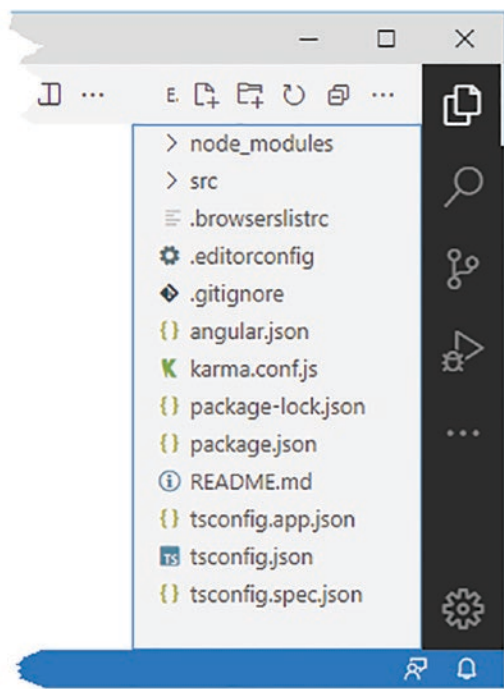 E.
node_modules
src
.browserslistrc
.editorconfig
.gitignore
{} angular.json
karma.conf.js
{} package-lock.json
{} package.json
README.md
{} tsconfig.app.json
TS tsconfig.json
{} tsconfig.spec.json